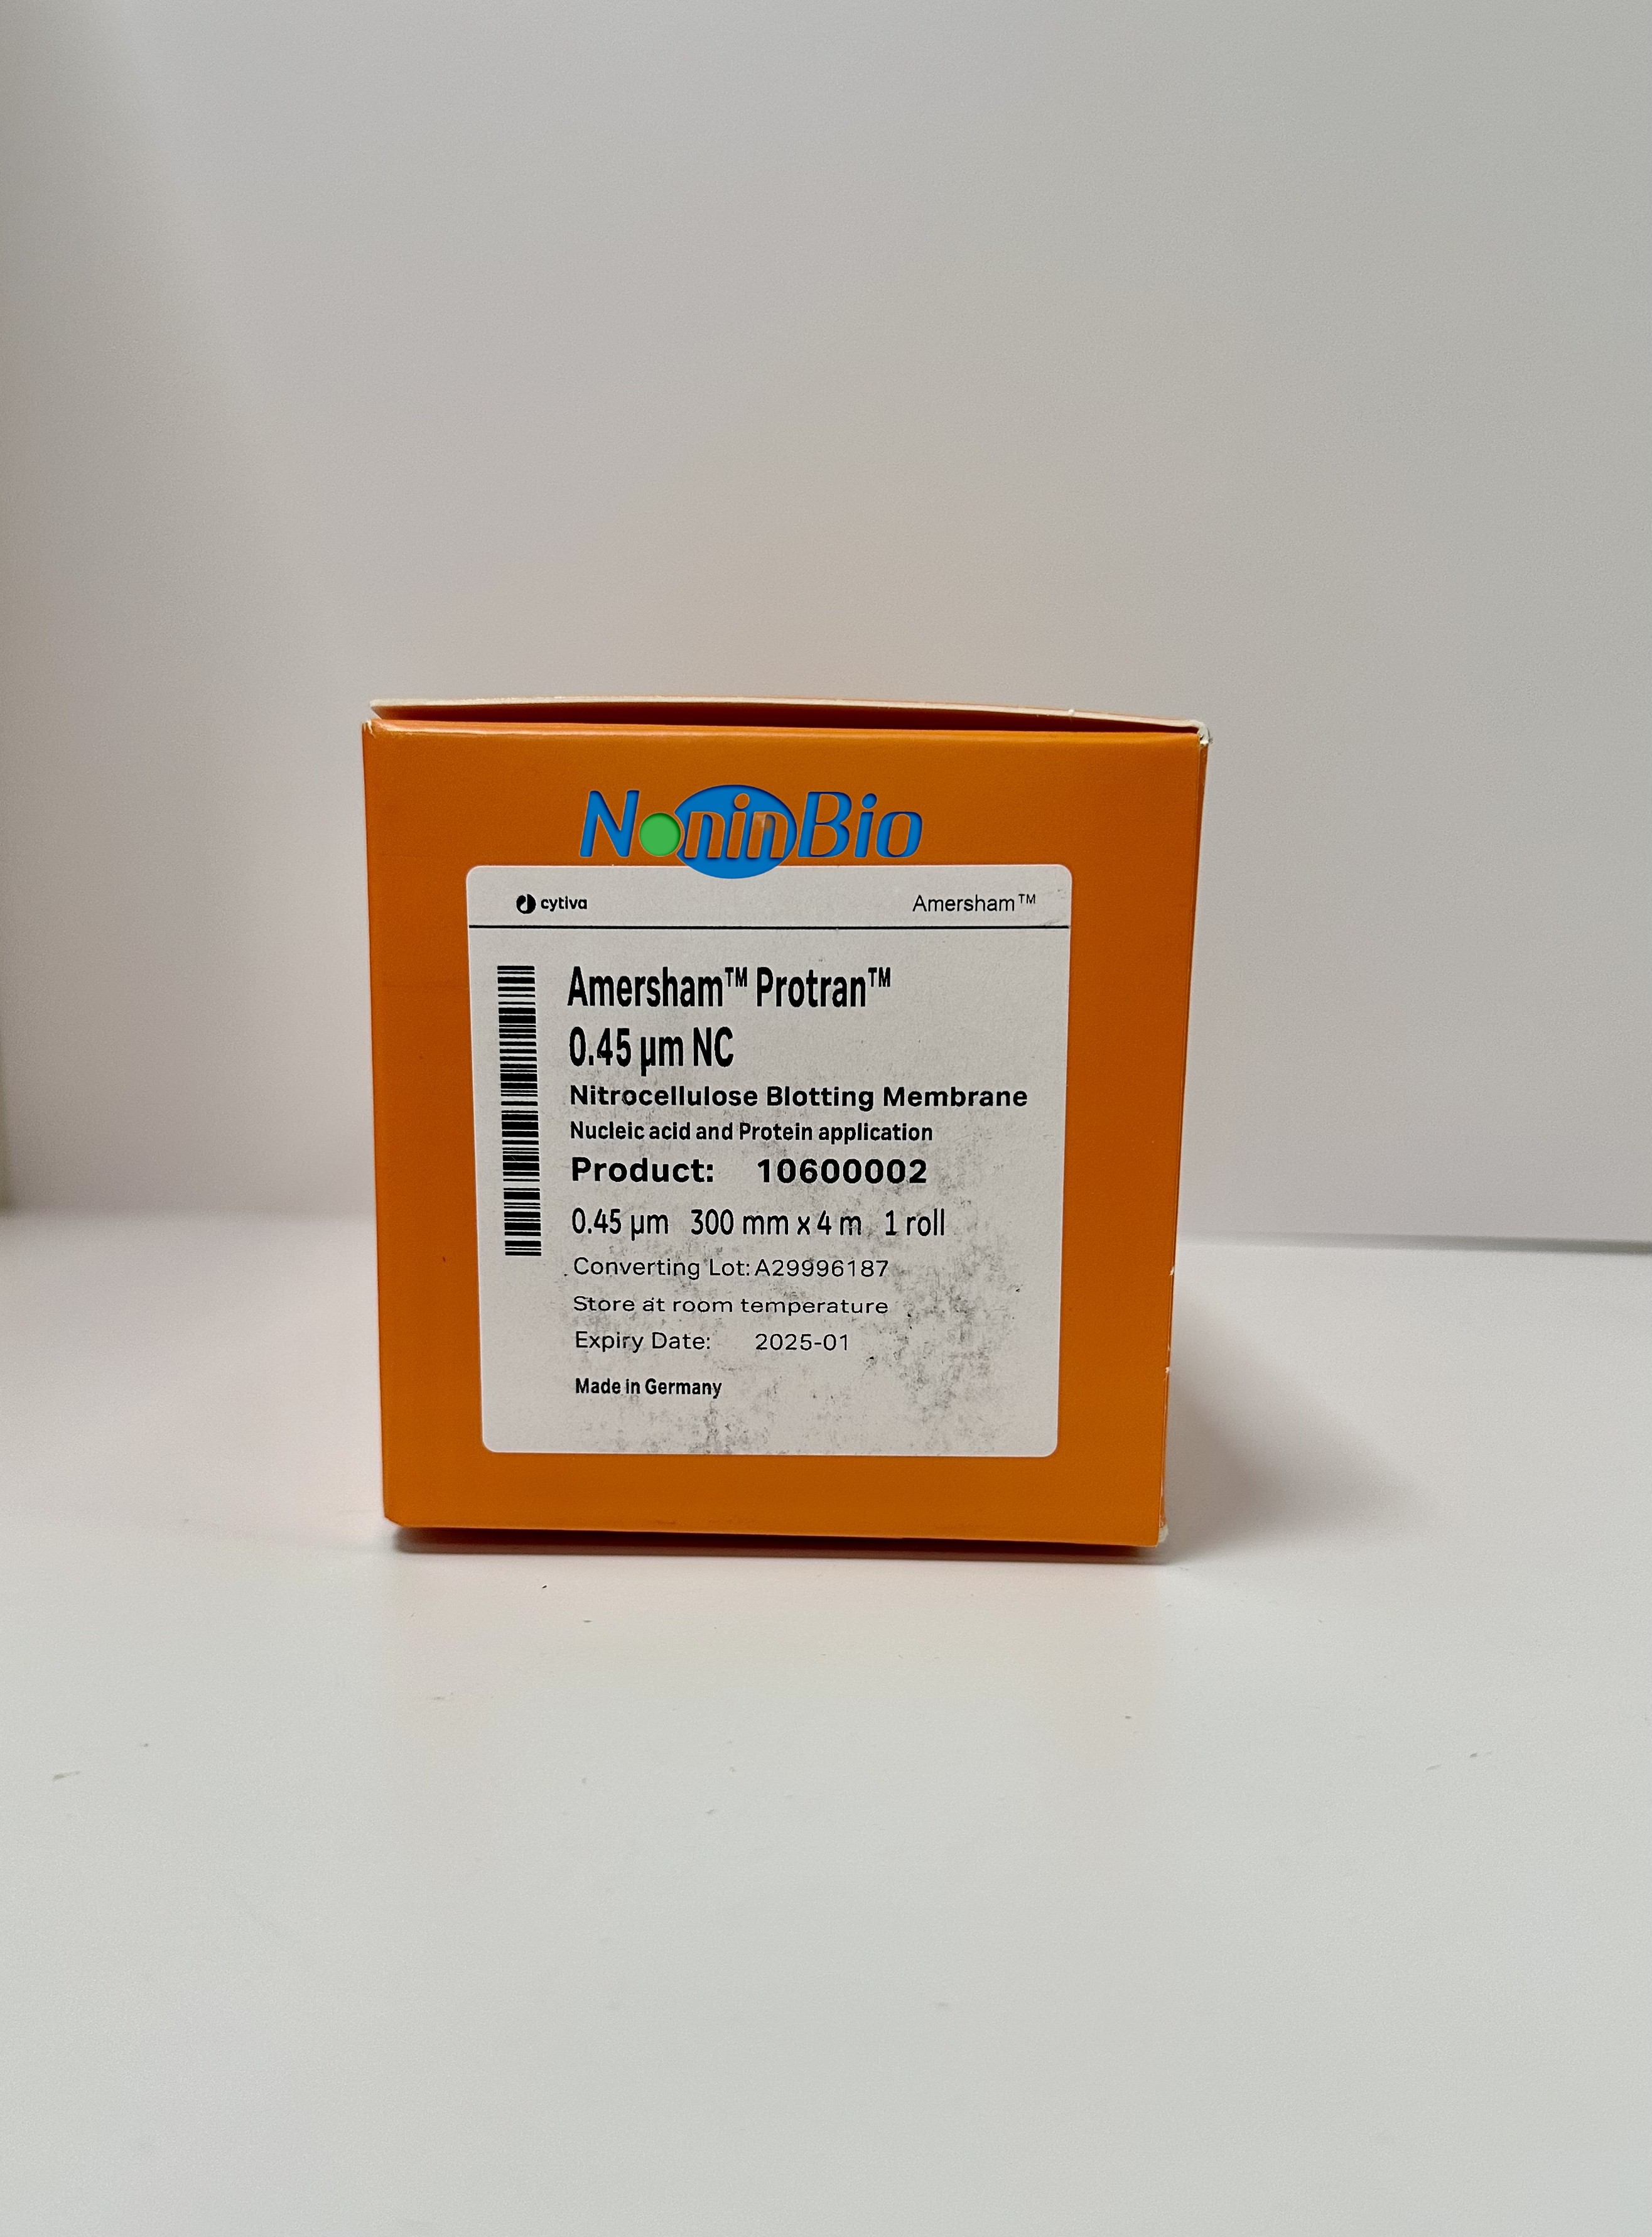 NoninBio
cytiva Amersham™
Amersham™ Protran™
0.45 µm NC
Nitrocellulose Blotting Membrane
Nucleic acid and Protein application
Product: 10600002
0.45 µm 300 mm x 4 m 1 roll
Converting Lot: A29996187
Store at room temperature
Expiry Date: 2025-01
Made in Germany